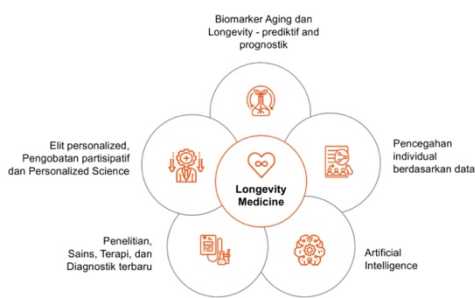 Biomarker Aging dan
Longevity - prediktif and
prognostik
Elit personalized,
Pengobatan partisipatif
dan Personalized Science
Pencegahan
individual
berdasarkan data
Longevity
Medicine
Penelitian,
Sains, Terapi, dan
Diagnostik terbaru
Artificial
Intelligence